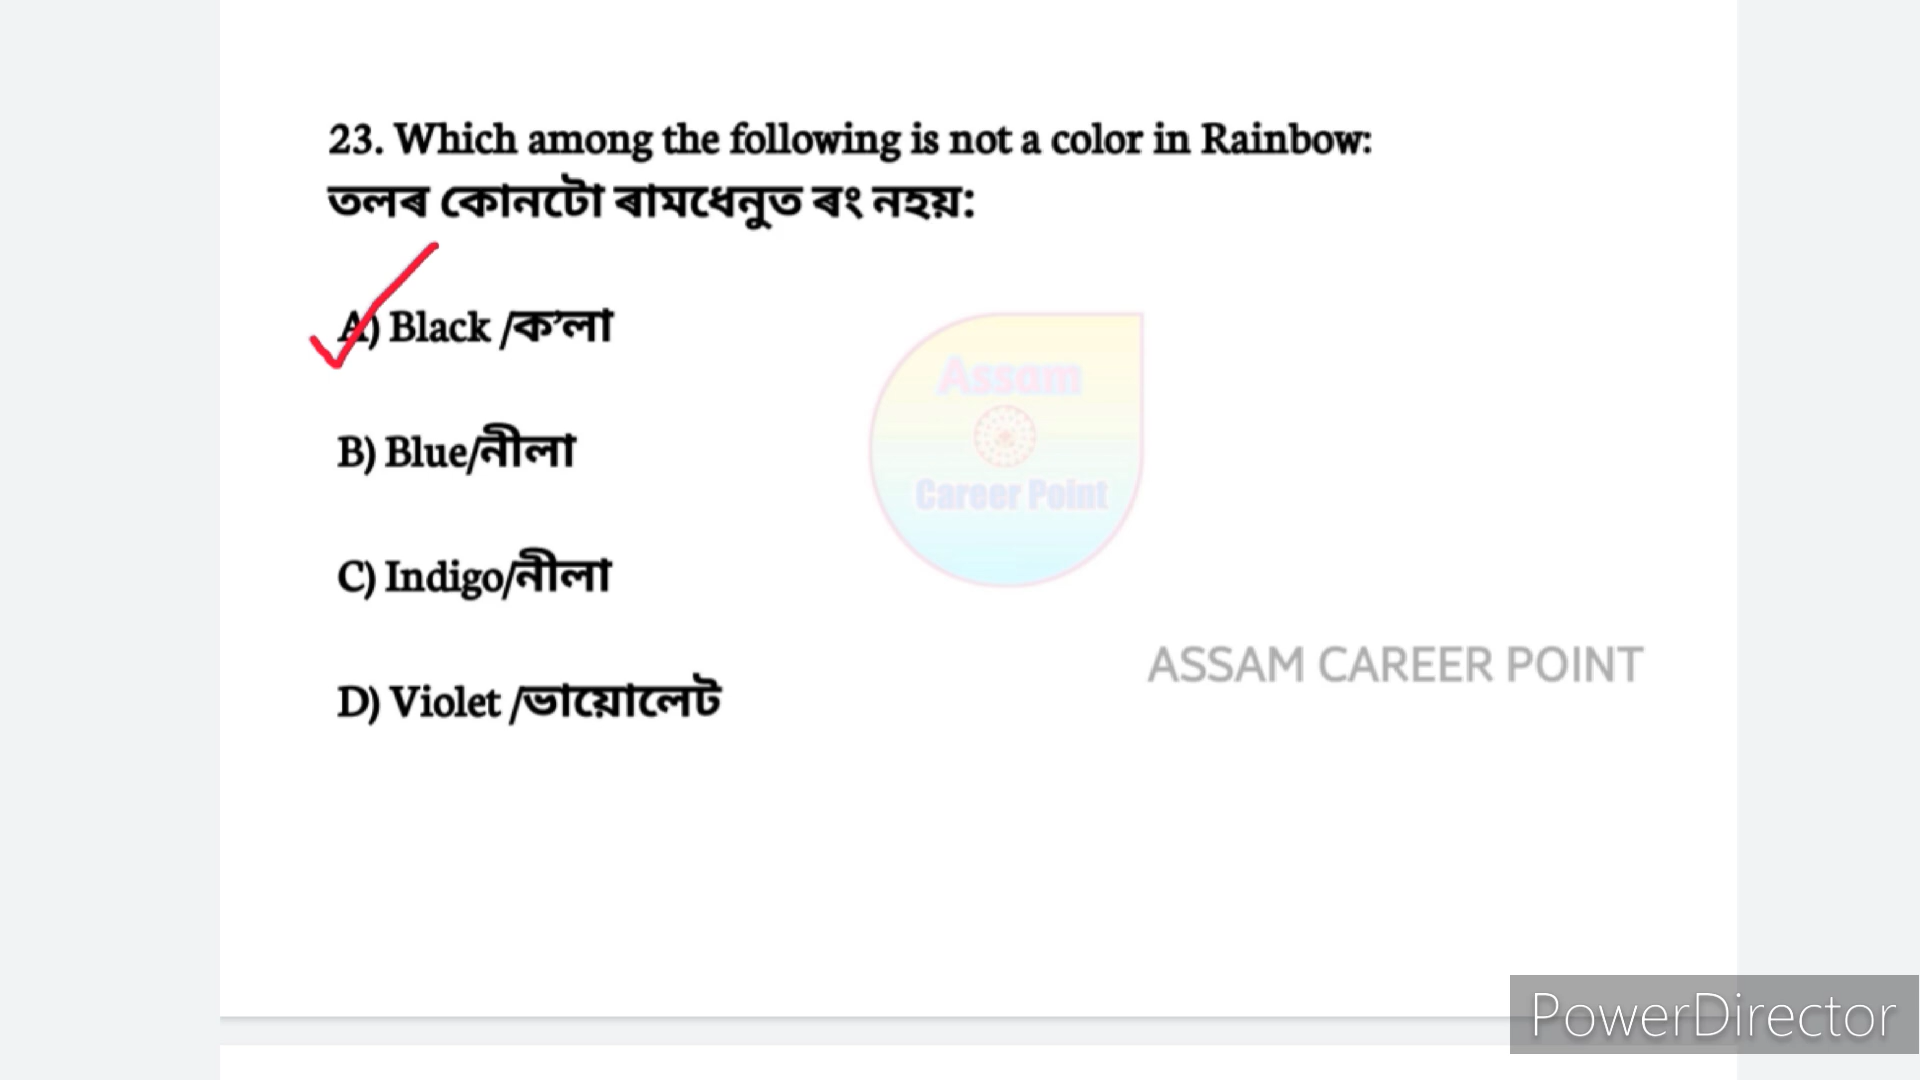 23. Which among the following is not a color in Rainbow:
তলৰ কোনটো ৰামধেনুত ৰং নহয়:
A) Black /ক’লা
B) Blue/নীলা
C) Indigo/নীলা
D) Violet /ভায়োলেট
Assam
Career Point
ASSAM CAREER POINT
PowerDirector